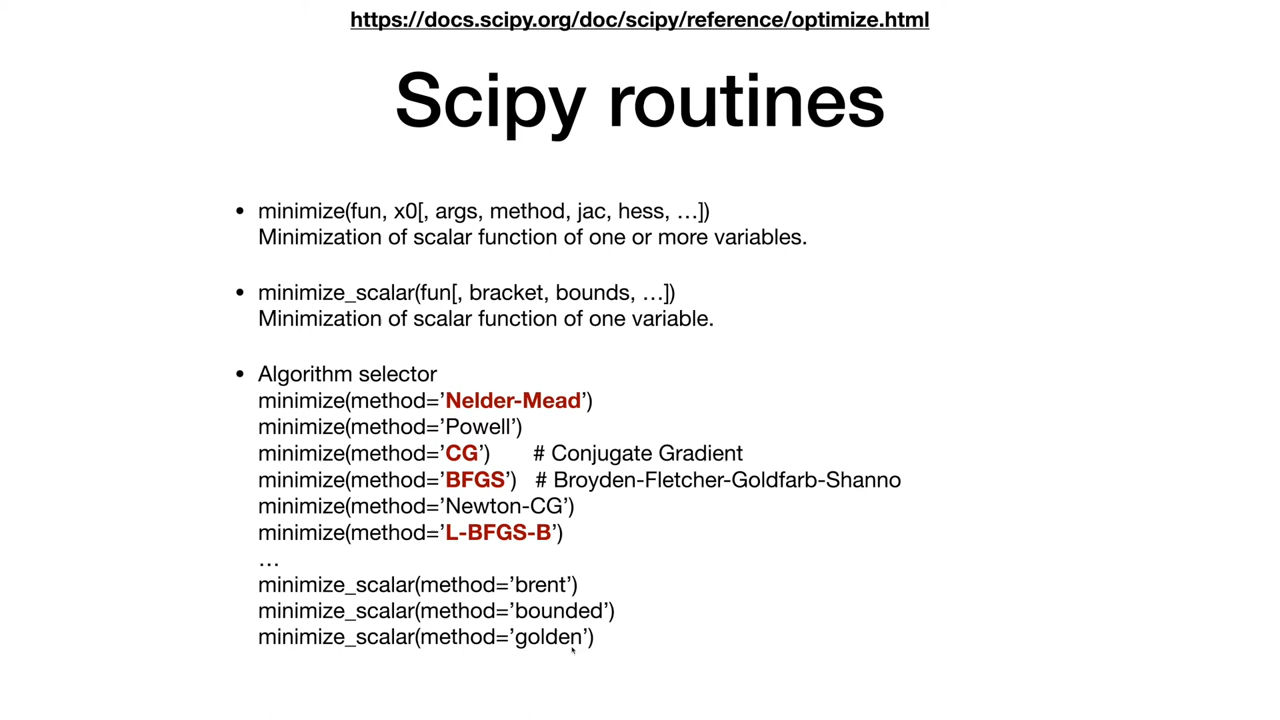 https://docs.scipy.org/doc/scipy/reference/optimize.html
Scipy routines
• minimize(fun, x0[, args, method, jac, hess, …])
Minimization of scalar function of one or more variables.
• minimize_scalar(fun[, bracket, bounds, …])
Minimization of scalar function of one variable.
• Algorithm selector
minimize(method=’Nelder-Mead’)
minimize(method=’Powell’)
minimize(method=’CG’) # Conjugate Gradient
minimize(method=’BFGS’) # Broyden-Fletcher-Goldfarb-Shanno
minimize(method=’Newton-CG’)
minimize(method=’L-BFGS-B’)
…
minimize_scalar(method=’brent’)
minimize_scalar(method=’bounded’)
minimize_scalar(method=’golden’)